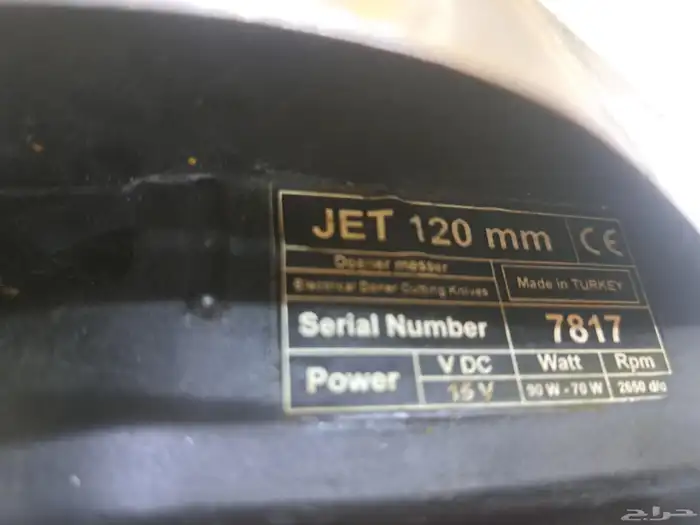 JET 120 mm CE
Doener messer
Electrical Doner Cutting Knives
Made in TURKEY
Serial Number 7817
Power
V DC Watt Rpm
15 V 90 W - 70 W 2650 d/d
حراج